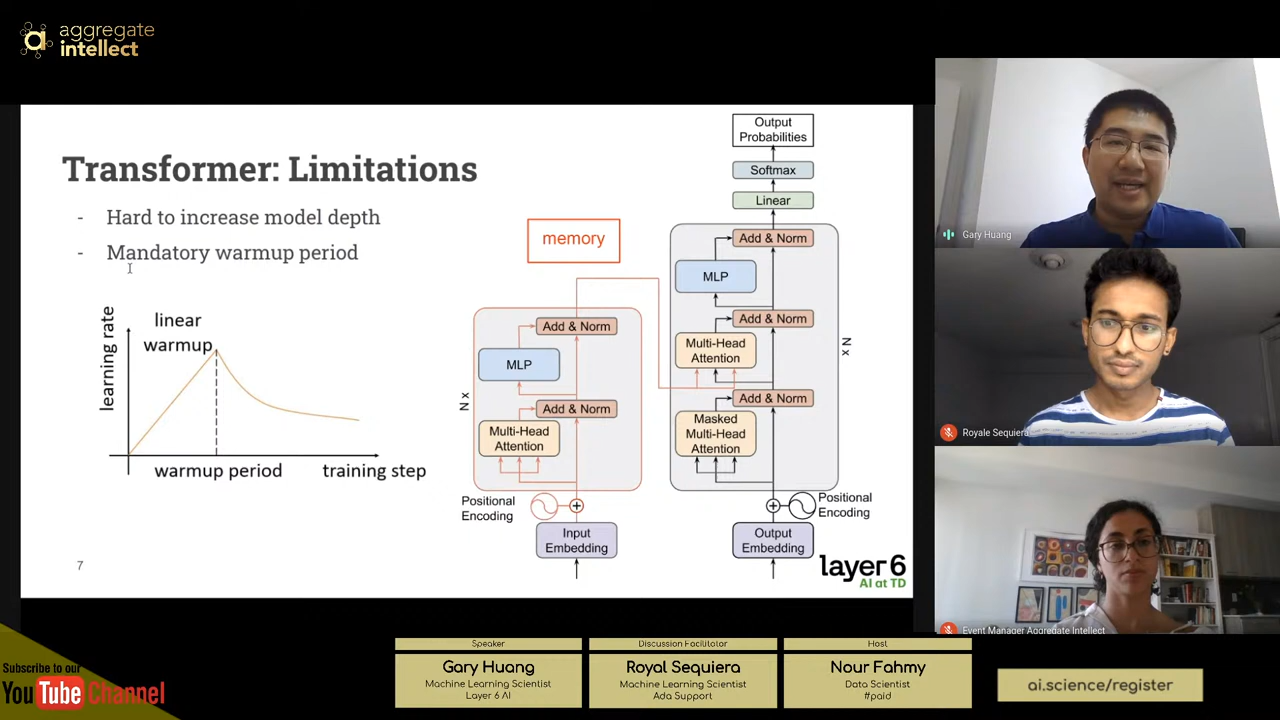 aggregate
intellect
Transformer: Limitations
- Hard to increase model depth
- Mandatory warmup period
learning rate
linear
warmup
warmup period
training step
memory
Add & Norm
MLP
Add & Norm
Multi-Head
Attention
N x
Positional
Encoding
Input
Embedding
Output
Probabilities
Softmax
Linear
Add & Norm
MLP
Add & Norm
Multi-Head
Attention
Add & Norm
Masked
Multi-Head
Attention
N x
Positional
Encoding
Output
Embedding
7
layer 6
AI at TD
Gary Huang
Royale Sequiera
Event Manager Aggregate Intellect
Subscribe to our
YouTube Channel
Speaker
Gary Huang
Machine Learning Scientist
Layer 6 AI
Discussion Facilitator
Royal Sequiera
Machine Learning Scientist
Ada Support
Host
Nour Fahmy
Data Scientist
#paid
ai.science/register